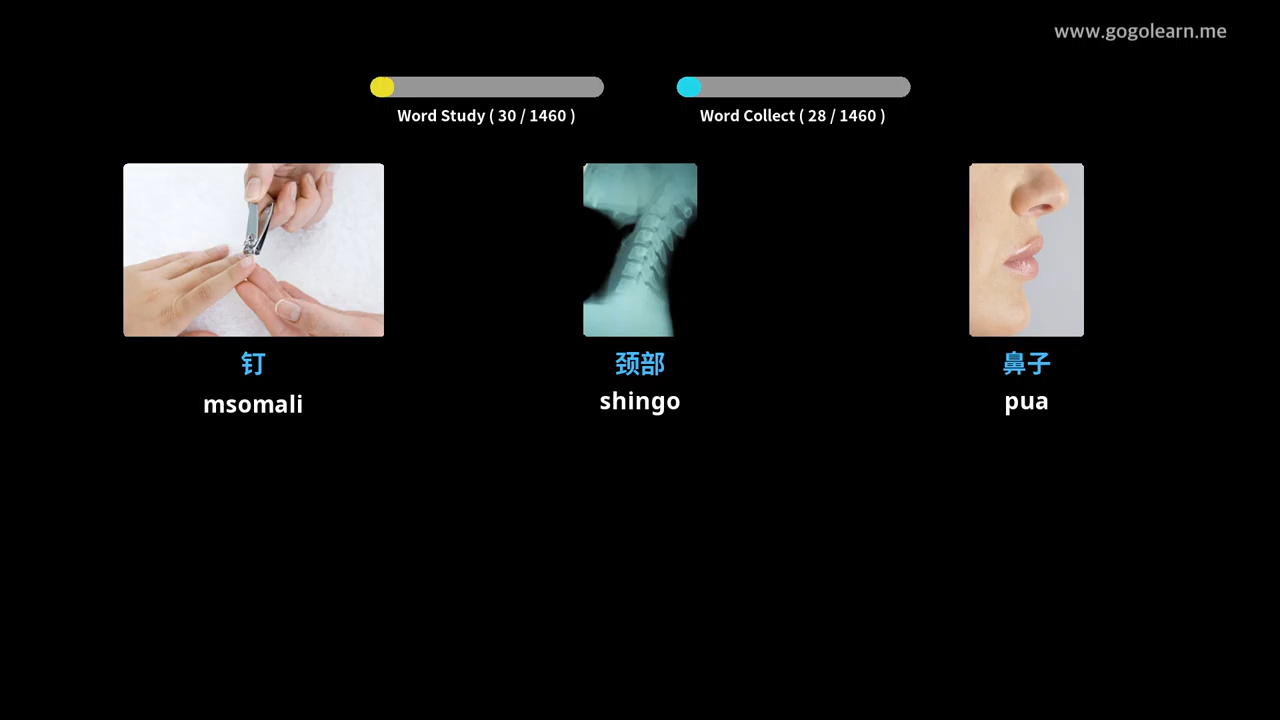 www.gogolearn.me
Word Study ( 30 / 1460 )
Word Collect ( 28 / 1460 )
钉
颈部
鼻子
msomali
shingo
pua